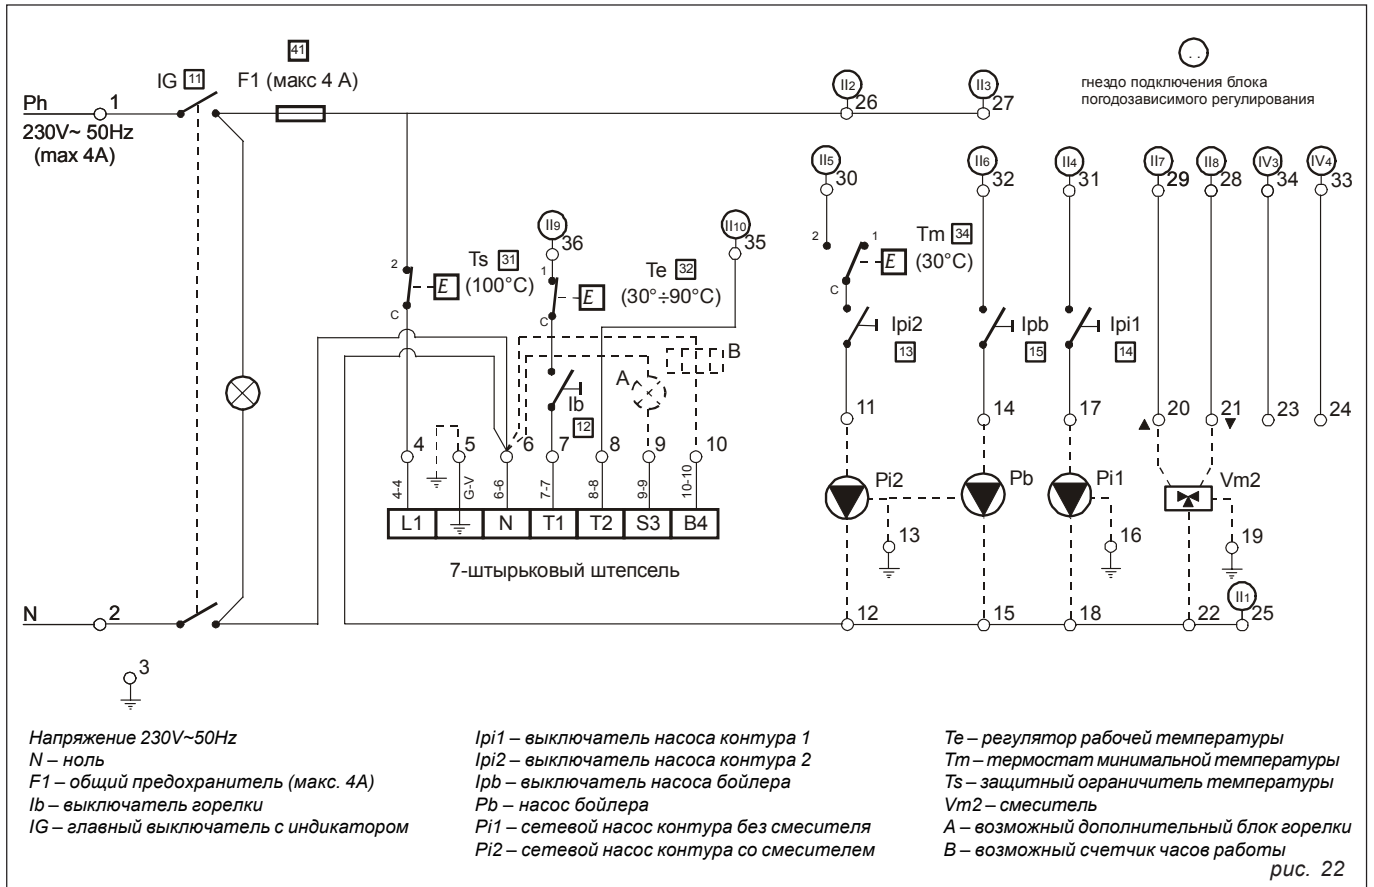 41
IG 11 F1 (макс 4 А)
гнездо подключения блока
погодозависимого регулирования
Ph 1
230V~ 50Hz
(max 4A)
II2 II3
26 27
II5 II6 II4 II7 II8 IV3 IV4
30 32 31 29 28 34 33
II9 II10
36 35
2 1
Tm 34
(30°C)
E
C
2
Ts 31
E (100°C)
C
1
Te 32
E (30°÷90°C)
C
Ipi2 Ipb Ipi1
13 15 14
A B
Ib
12
11 14 17 20 21 23 24
▲ ▼
4 5 6 7 8 9 10
4-4 G-V 6-6 7-7 8-8 9-9 10-10
L1 N T1 T2 S3 B4
7-штырьковый штепсель
Pi2 Pb Pi1 Vm2
13 16 19
II1
N 2 12 15 18 22 25
3
Напряжение 230V~50Hz
N – ноль
F1 – общий предохранитель (макс. 4А)
Ib – выключатель горелки
IG – главный выключатель с индикатором
Ipi1 – выключатель насоса контура 1
Ipi2 – выключатель насоса контура 2
Ipb – выключатель насоса бойлера
Pb – насос бойлера
Pi1 – сетевой насос контура без смесителя
Pi2 – сетевой насос контура со смесителем
Te – регулятор рабочей температуры
Tm – термостат минимальной температуры
Ts – защитный ограничитель температуры
Vm2 – смеситель
A – возможный дополнительный блок горелки
B – возможный счетчик часов работы
рис. 22